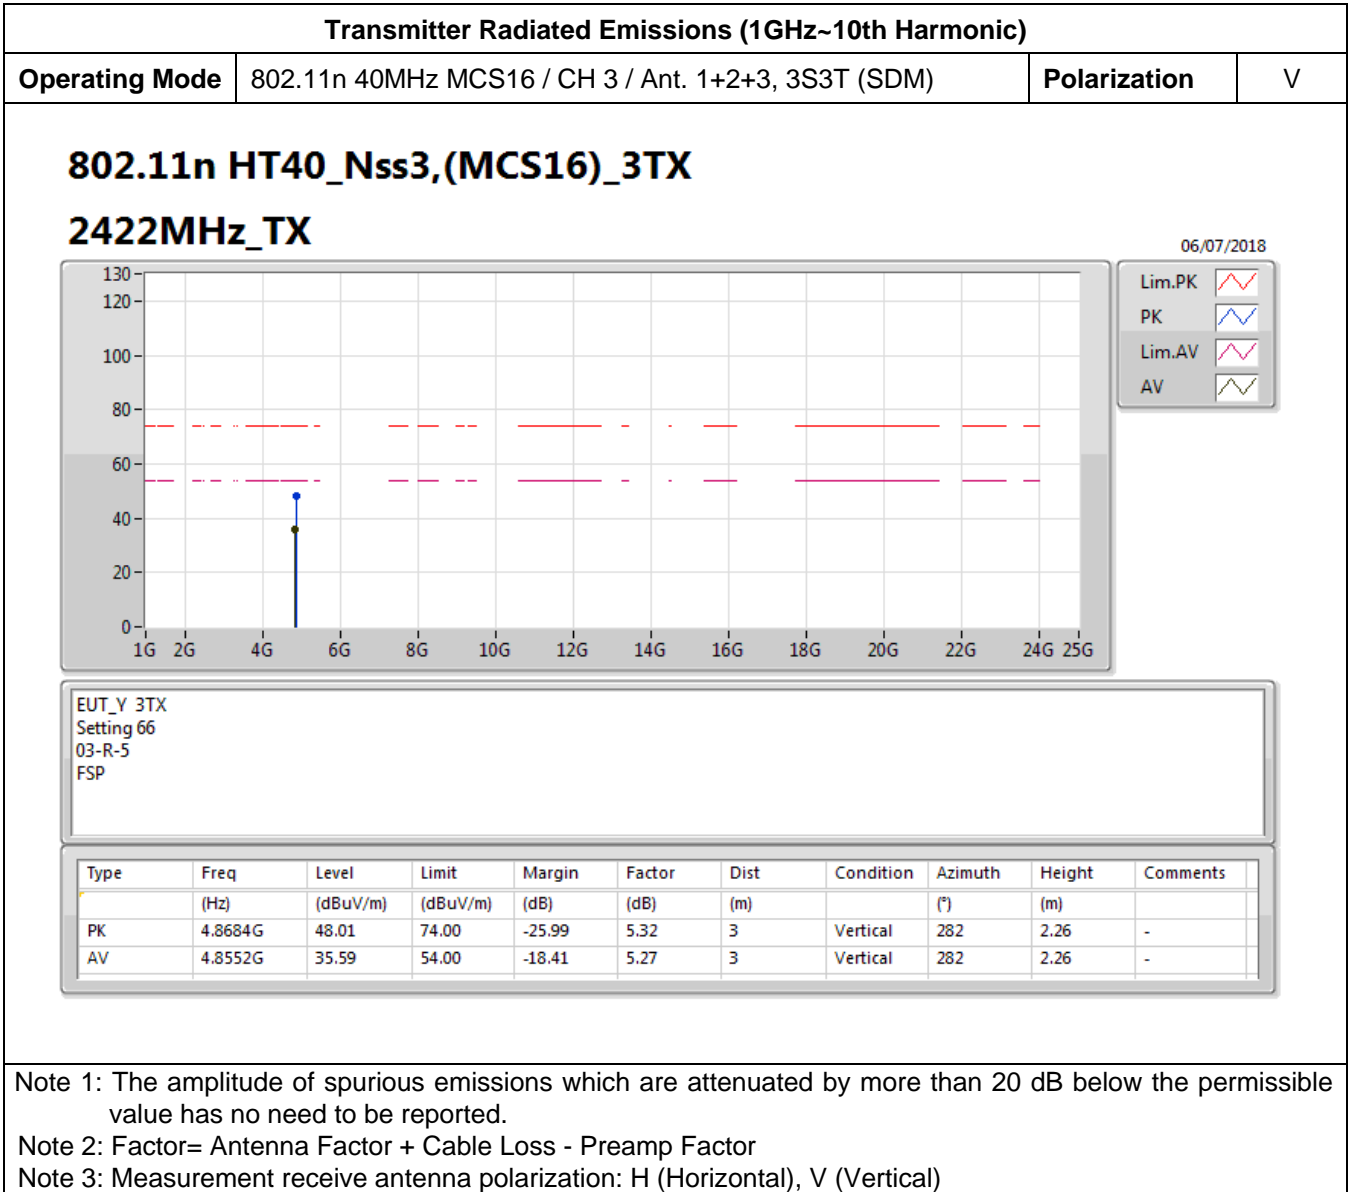 Transmitter Radiated Emissions (1GHz~10th Harmonic)
Operating Mode 802.11n 40MHz MCS16 / CH 3 / Ant. 1+2+3, 3S3T (SDM) Polarization V
802.11n HT40_Nss3,(MCS16)_3TX
2422MHz_TX
06/07/2018
130
120
100
80
60
40
20
0
1G 2G 4G 6G 8G 10G 12G 14G 16G 18G 20G 22G 24G 25G
Lim.PK
PK
Lim.AV
AV
EUT_Y 3TX
Setting 66
03-R-5
FSP
Type Freq Level Limit Margin Factor Dist Condition Azimuth Height Comments
(Hz) (dBuV/m) (dBuV/m) (dB) (dB) (m) (°) (m)
PK 4.8684G 48.01 74.00 -25.99 5.32 3 Vertical 282 2.26 -
AV 4.8552G 35.59 54.00 -18.41 5.27 3 Vertical 282 2.26 -
Note 1: The amplitude of spurious emissions which are attenuated by more than 20 dB below the permissible
value has no need to be reported.
Note 2: Factor= Antenna Factor + Cable Loss - Preamp Factor
Note 3: Measurement receive antenna polarization: H (Horizontal), V (Vertical)